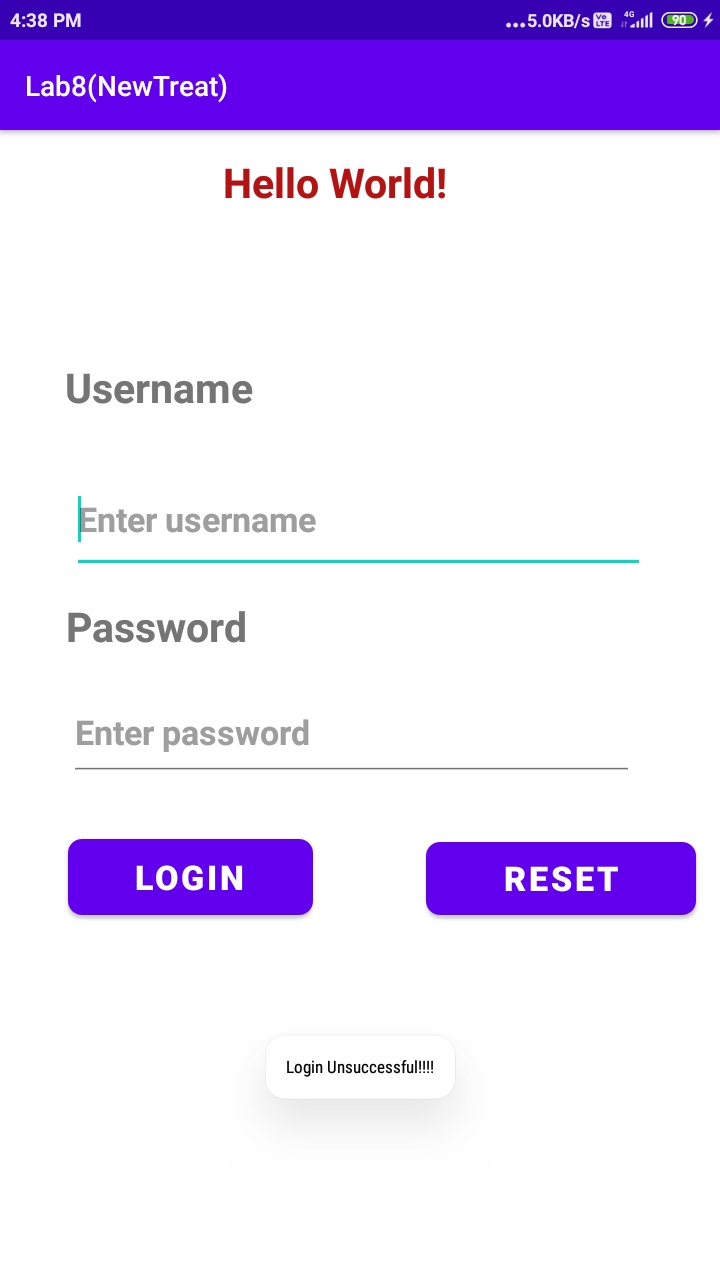 4:38 PM ...5.0KB/s Vo LTE 4G 90
Lab8(NewTreat)
Hello World!
Username
Enter username
Password
Enter password
LOGIN RESET
Login Unsuccessful!!!!